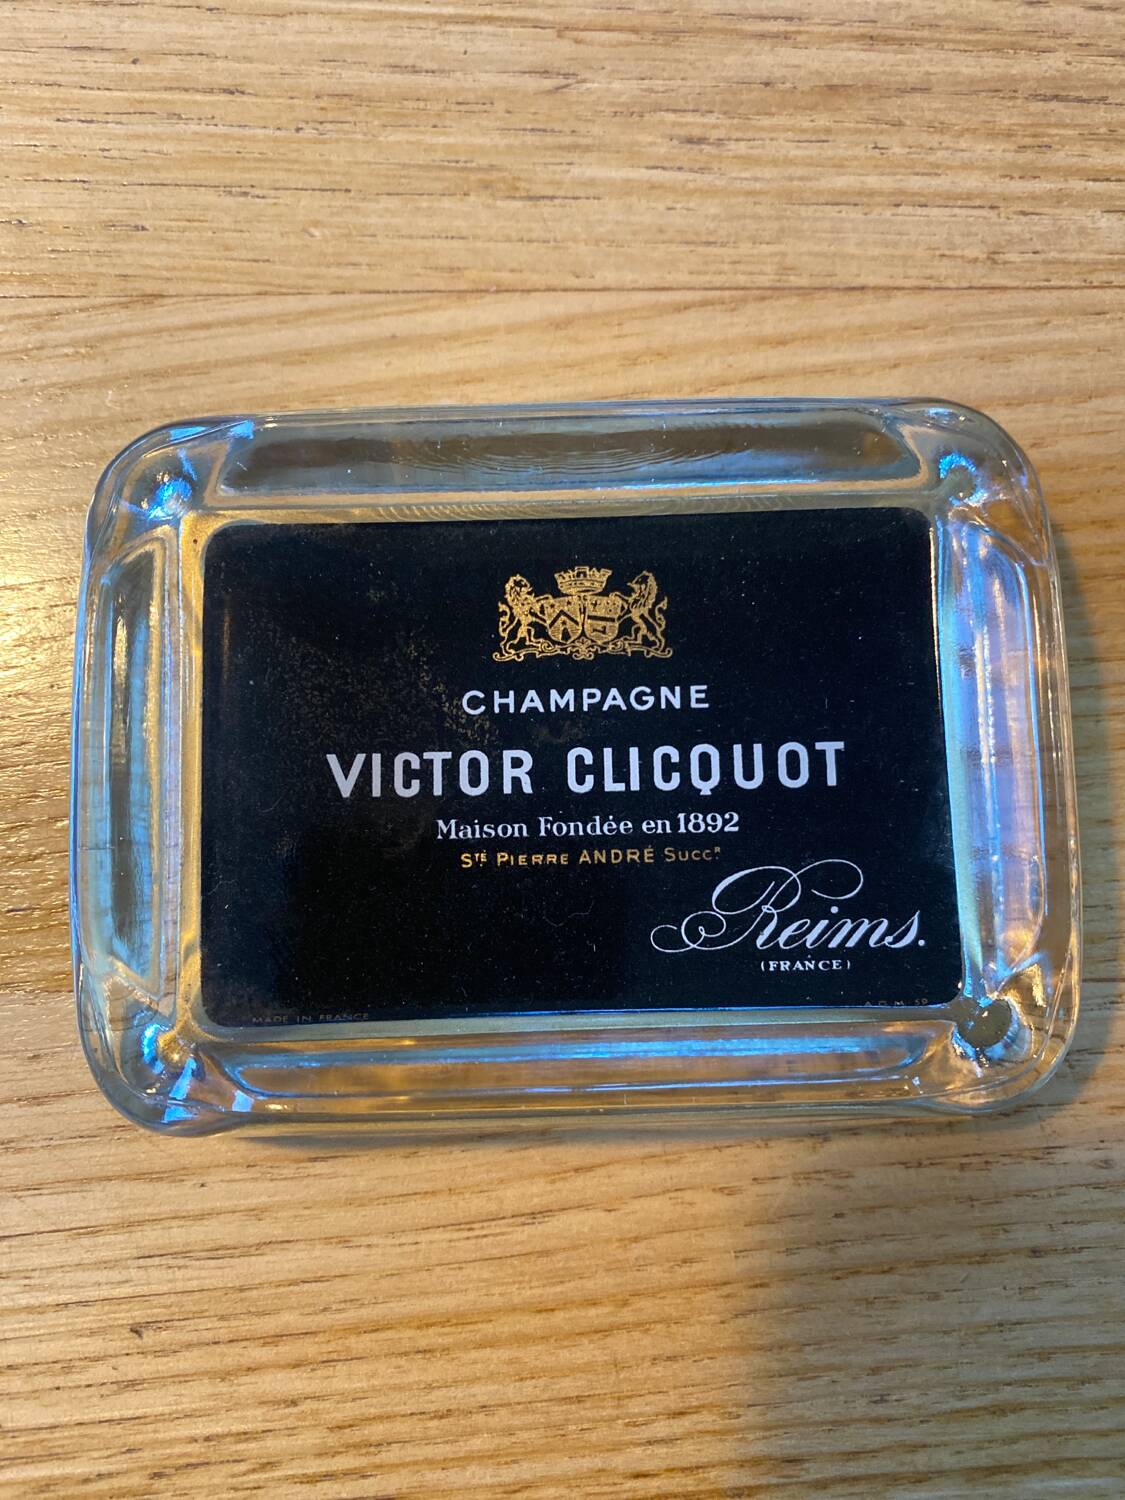 CHAMPAGNE
VICTOR CLICQUOT
Maison Fondée en 1892
STÉ PIERRE ANDRÉ SUCCR
Reims.
(FRANCE)
MADE IN FRANCE